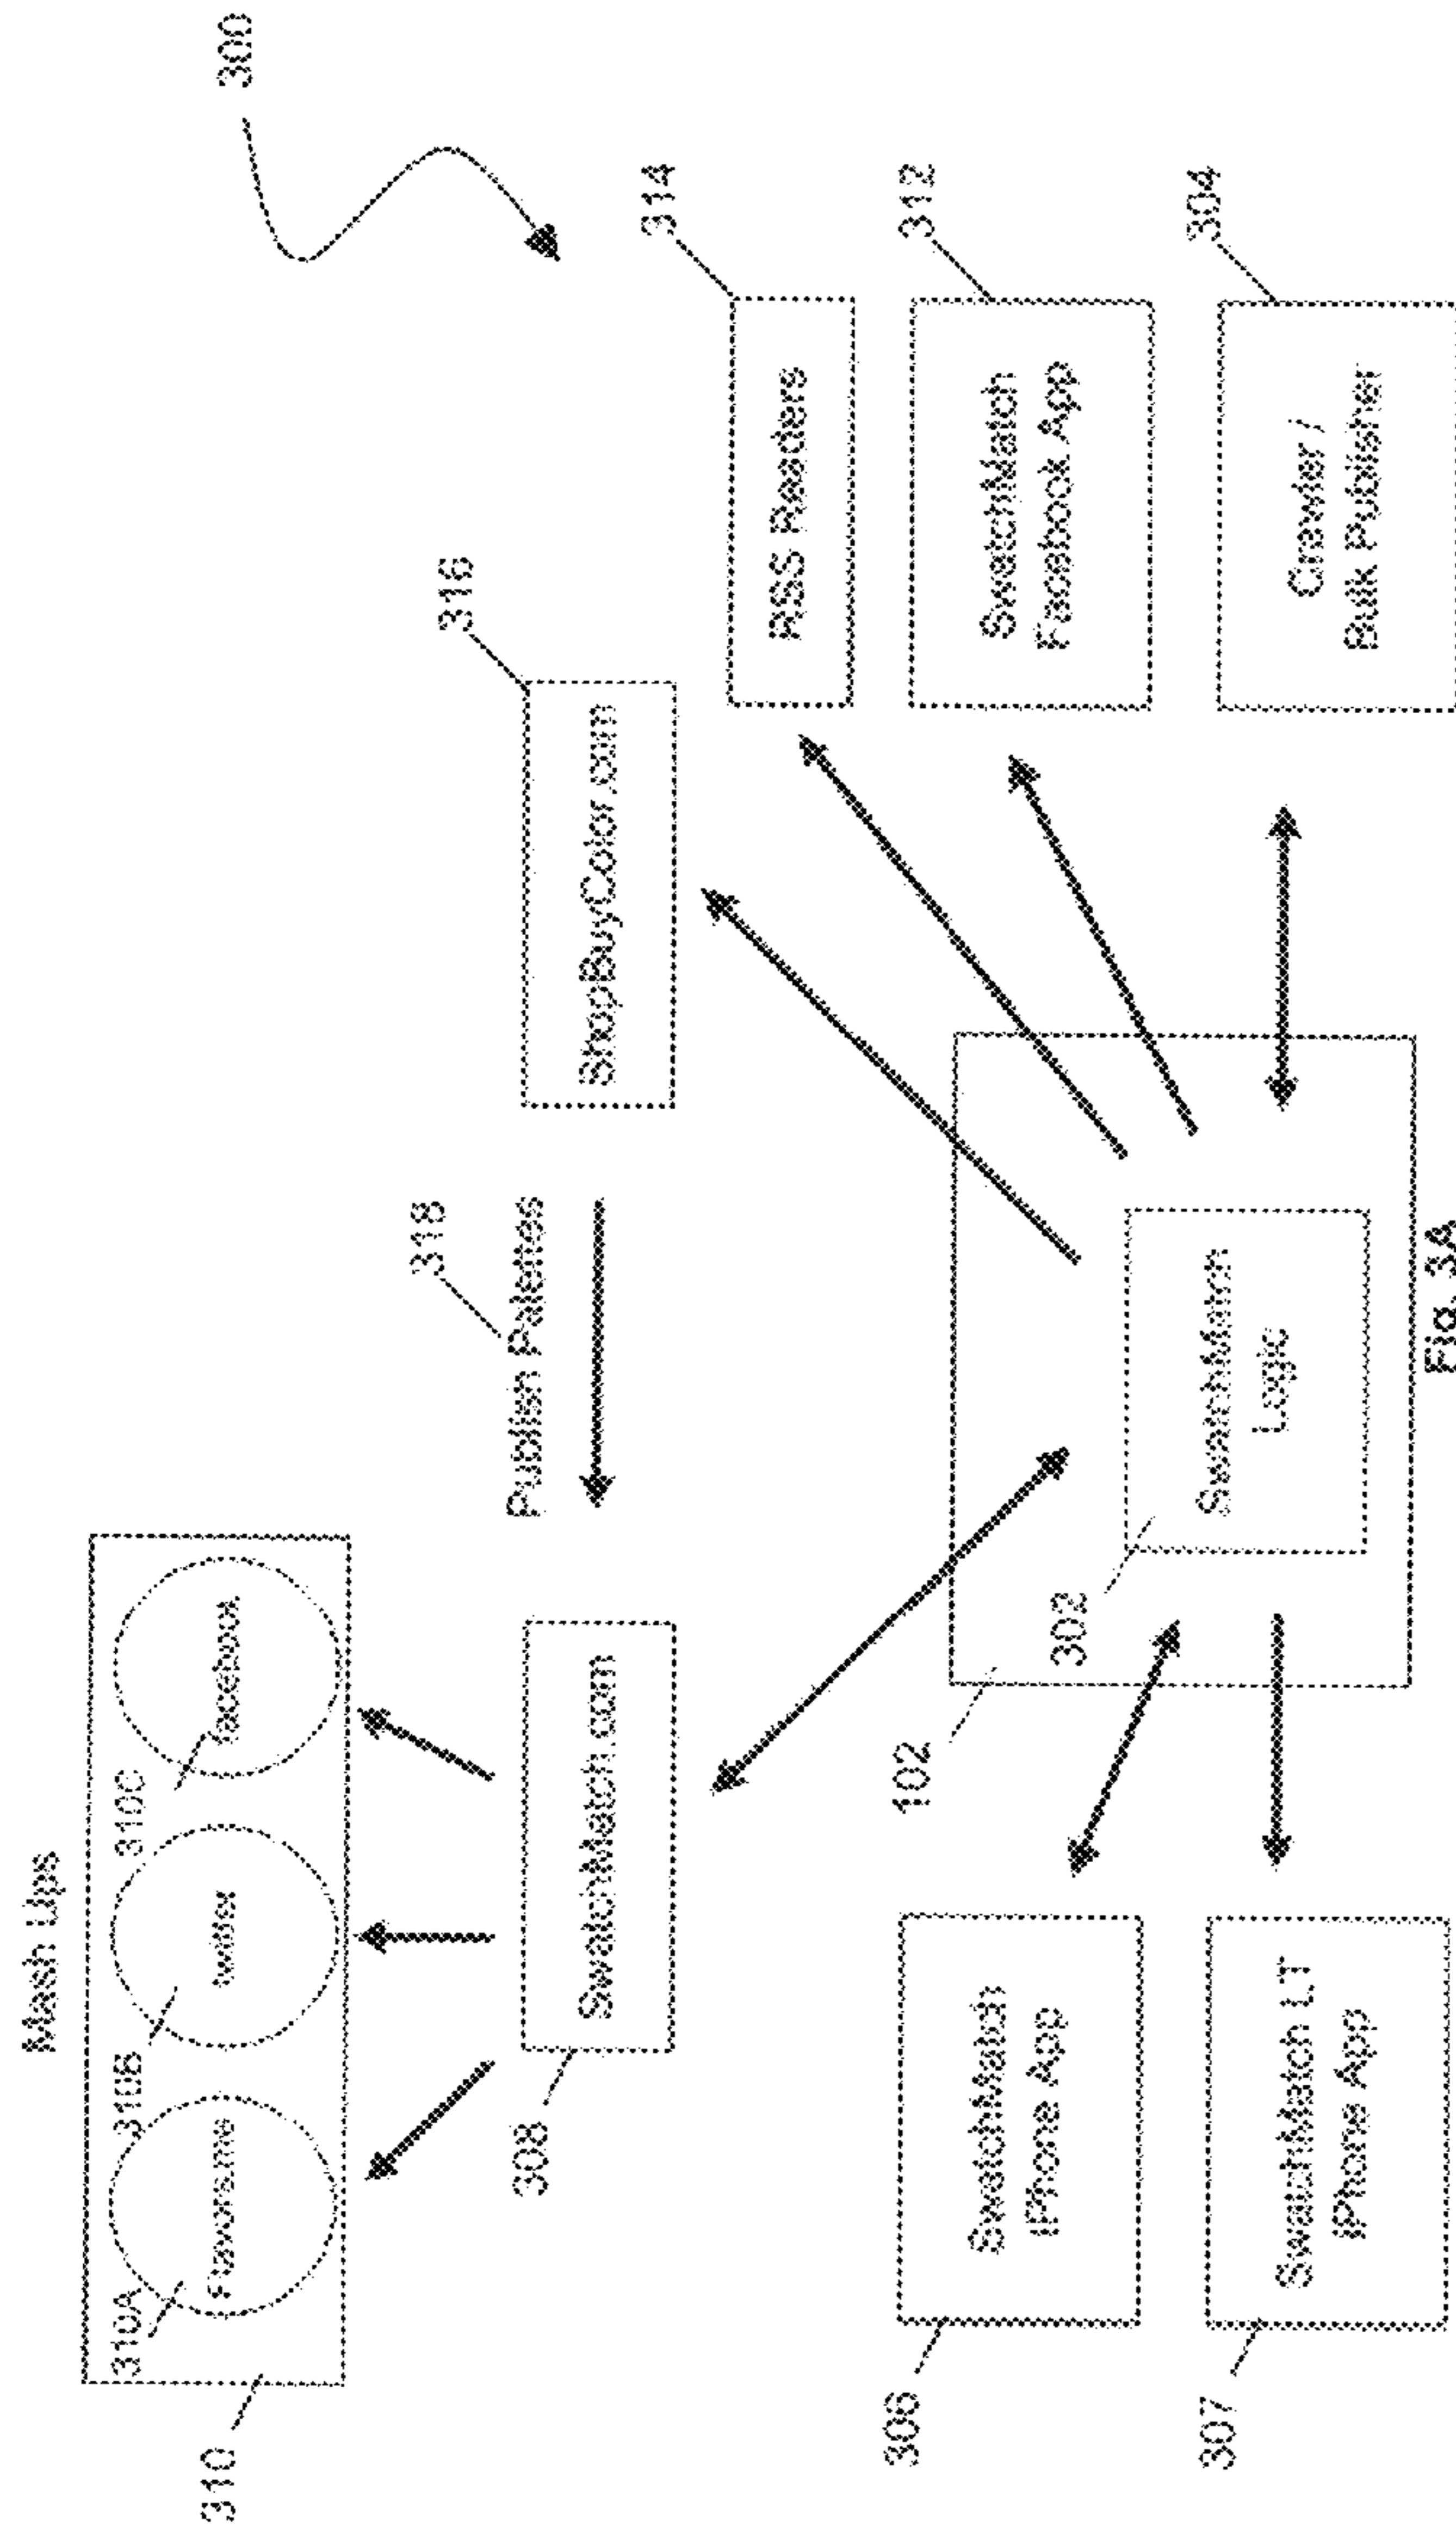 300
Mash Ups
310
310A
Flavors.me
310B
twitter
310C
facebook
318
Publish Palettes
316
ShopBuyColor.com
308
SwatchMatch.com
314
RSS Readers
312
SwatchMatch
Facebook App
304
Crawler /
Bulk Publisher
102
302
SwatchMatch
Logic
306
SwatchMatch
iPhone App
307
SwatchMatch LT
iPhone App
Fig. 3A